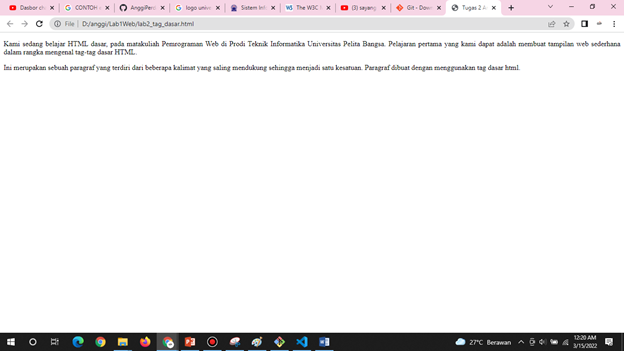 Dasbor
CONTOH
AnggiPers
logo unive
Sistem Inf
The W3C
(3) sayang
Git - Down
Tugas 2
File
D:/anggi/Lab1Web/lab2_tag_dasar.html
Kami sedang belajar HTML dasar, pada matakuliah Pemrograman Web di Prodi Teknik Informatika Universitas Pelita Bangsa. Pelajaran pertama yang kami dapat adalah membuat tampilan web sederhana
dalam rangka mengenal tag-tag dasar HTML.
Ini merupakan sebuah paragraf yang terdiri dari beberapa kalimat yang saling mendukung sehingga menjadi satu kesatuan. Paragraf dibuat dengan menggunakan tag dasar html.
27°C Berawan
12:20 AM
3/15/2022